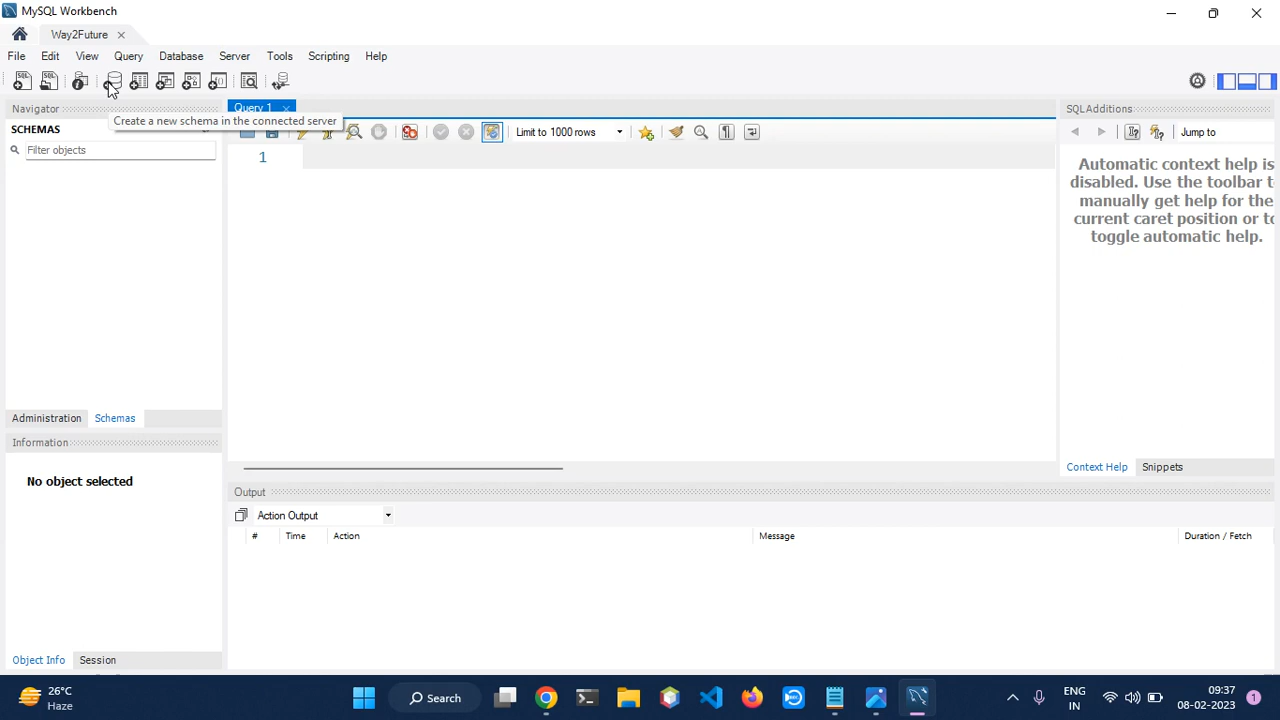 MySQL Workbench
Way2Future
File Edit View Query Database Server Tools Scripting Help
Navigator
Query 1
SQLAdditions
Create a new schema in the connected server
SCHEMAS
Filter objects
Limit to 1000 rows
Jump to
1
Automatic context help is
disabled. Use the toolbar t
manually get help for the
current caret position or to
toggle automatic help.
Administration Schemas
Information
No object selected
Context Help Snippets
Output
Action Output
# Time Action Message Duration / Fetch
Object Info Session
26°C
Haze
Search
ENG
IN
09:37
08-02-2023
1